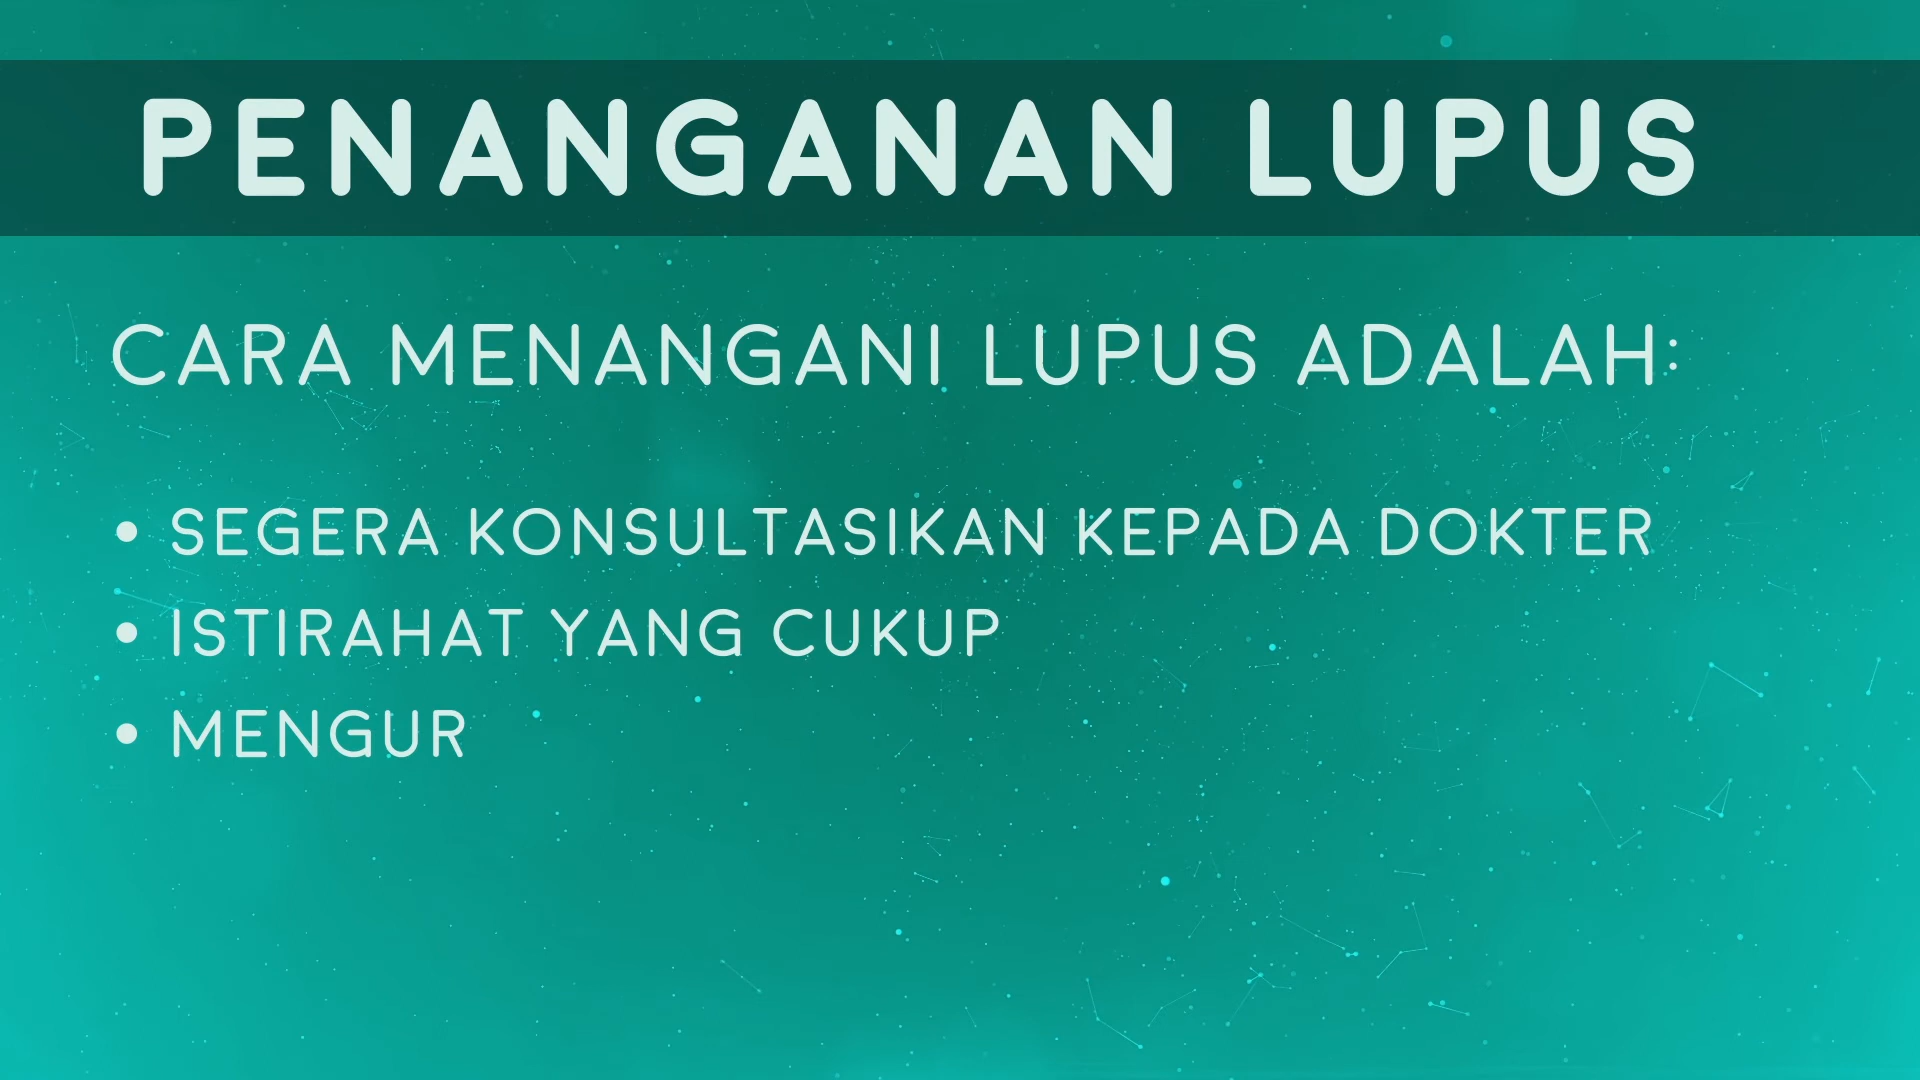 PENANGANAN LUPUS
CARA MENANGANI LUPUS ADALAH:
• SEGERA KONSULTASIKAN KEPADA DOKTER
• ISTIRAHAT YANG CUKUP
• MENGUR